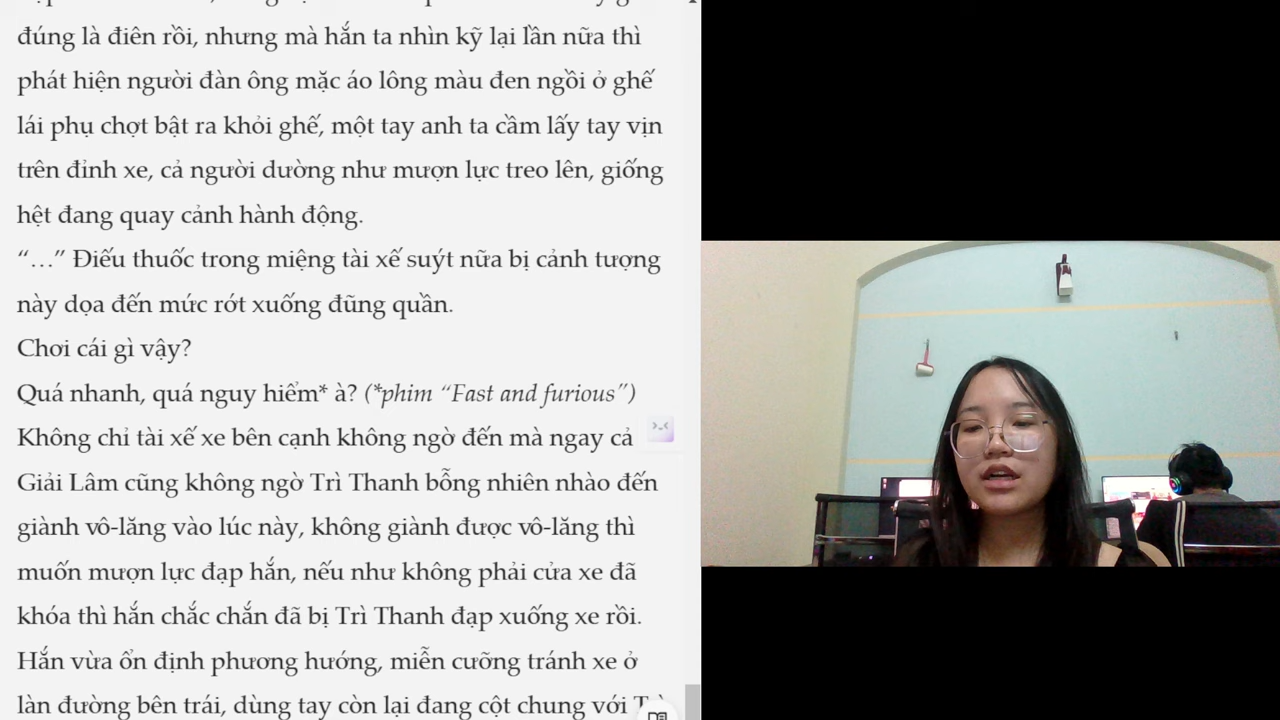 đúng là điên rồi, nhưng mà hắn ta nhìn kỹ lại lần nữa thì
phát hiện người đàn ông mặc áo lông màu đen ngồi ở ghế
lái phụ chợt bật ra khỏi ghế, một tay anh ta cầm lấy tay vịn
trên đỉnh xe, cả người dường như mượn lực treo lên, giống
hệt đang quay cảnh hành động.
“…” Điếu thuốc trong miệng tài xế suýt nữa bị cảnh tượng
này dọa đến mức rớt xuống đũng quần.
Chơi cái gì vậy?
Quá nhanh, quá nguy hiểm* à? (*phim “Fast and furious”)
Không chỉ tài xế xe bên cạnh không ngờ đến mà ngay cả
Giải Lâm cũng không ngờ Trì Thanh bỗng nhiên nhào đến
giành vô-lăng vào lúc này, không giành được vô-lăng thì
muốn mượn lực đạp hắn, nếu như không phải cửa xe đã
khóa thì hắn chắc chắn đã bị Trì Thanh đạp xuống xe rồi.
Hắn vừa ổn định phương hướng, miễn cưỡng tránh xe ở
làn đường bên trái, dùng tay còn lại đang cột chung với